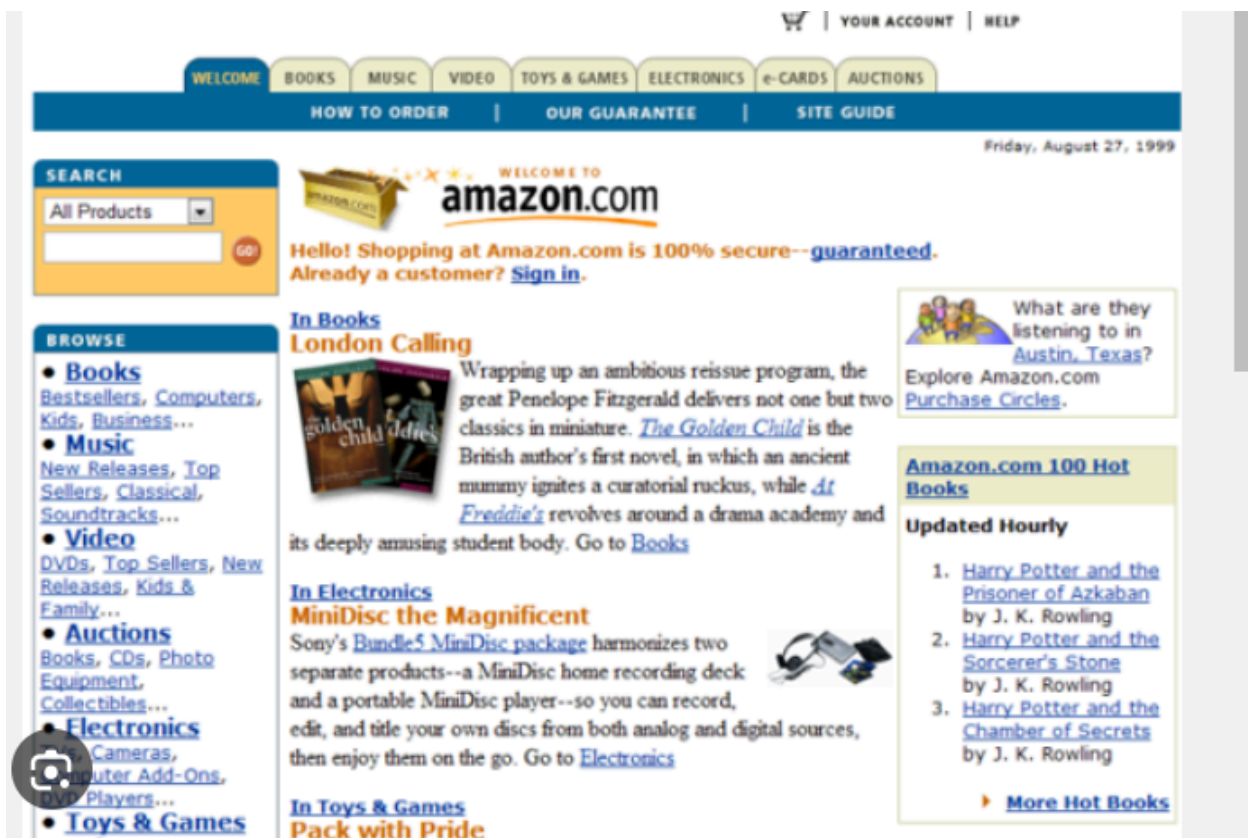 YOUR ACCOUNT | HELP
WELCOME BOOKS MUSIC VIDEO TOYS & GAMES ELECTRONICS e-CARDS AUCTIONS
HOW TO ORDER | OUR GUARANTEE | SITE GUIDE
Friday, August 27, 1999
SEARCH
All Products
GO!
BROWSE
• Books
Bestsellers, Computers,
Kids, Business...
• Music
New Releases, Top
Sellers, Classical,
Soundtracks...
• Video
DVDs, Top Sellers, New
Releases, Kids &
Family...
• Auctions
Books, CDs, Photo
Equipment,
Collectibles...
• Electronics
TVs, Cameras,
Computer Add-Ons,
DVD Players...
• Toys & Games
amazon.com
WELCOME TO
amazon.com
Hello! Shopping at Amazon.com is 100% secure--guaranteed.
Already a customer? Sign in.
In Books
London Calling
golden
child
Wrapping up an ambitious reissue program, the
great Penelope Fitzgerald delivers not one but two
classics in miniature. The Golden Child is the
British author's first novel, in which an ancient
mummy ignites a curatorial ruckus, while At
Freddie's revolves around a drama academy and
its deeply amusing student body. Go to Books
In Electronics
MiniDisc the Magnificent
Sony's Bundle5 MiniDisc package harmonizes two
separate products--a MiniDisc home recording deck
and a portable MiniDisc player--so you can record,
edit, and title your own discs from both analog and digital sources,
then enjoy them on the go. Go to Electronics
In Toys & Games
Pack with Pride
What are they
listening to in
Austin, Texas?
Explore Amazon.com
Purchase Circles.
Amazon.com 100 Hot
Books
Updated Hourly
1. Harry Potter and the
Prisoner of Azkaban
by J. K. Rowling
2. Harry Potter and the
Sorcerer's Stone
by J. K. Rowling
3. Harry Potter and the
Chamber of Secrets
by J. K. Rowling
More Hot Books